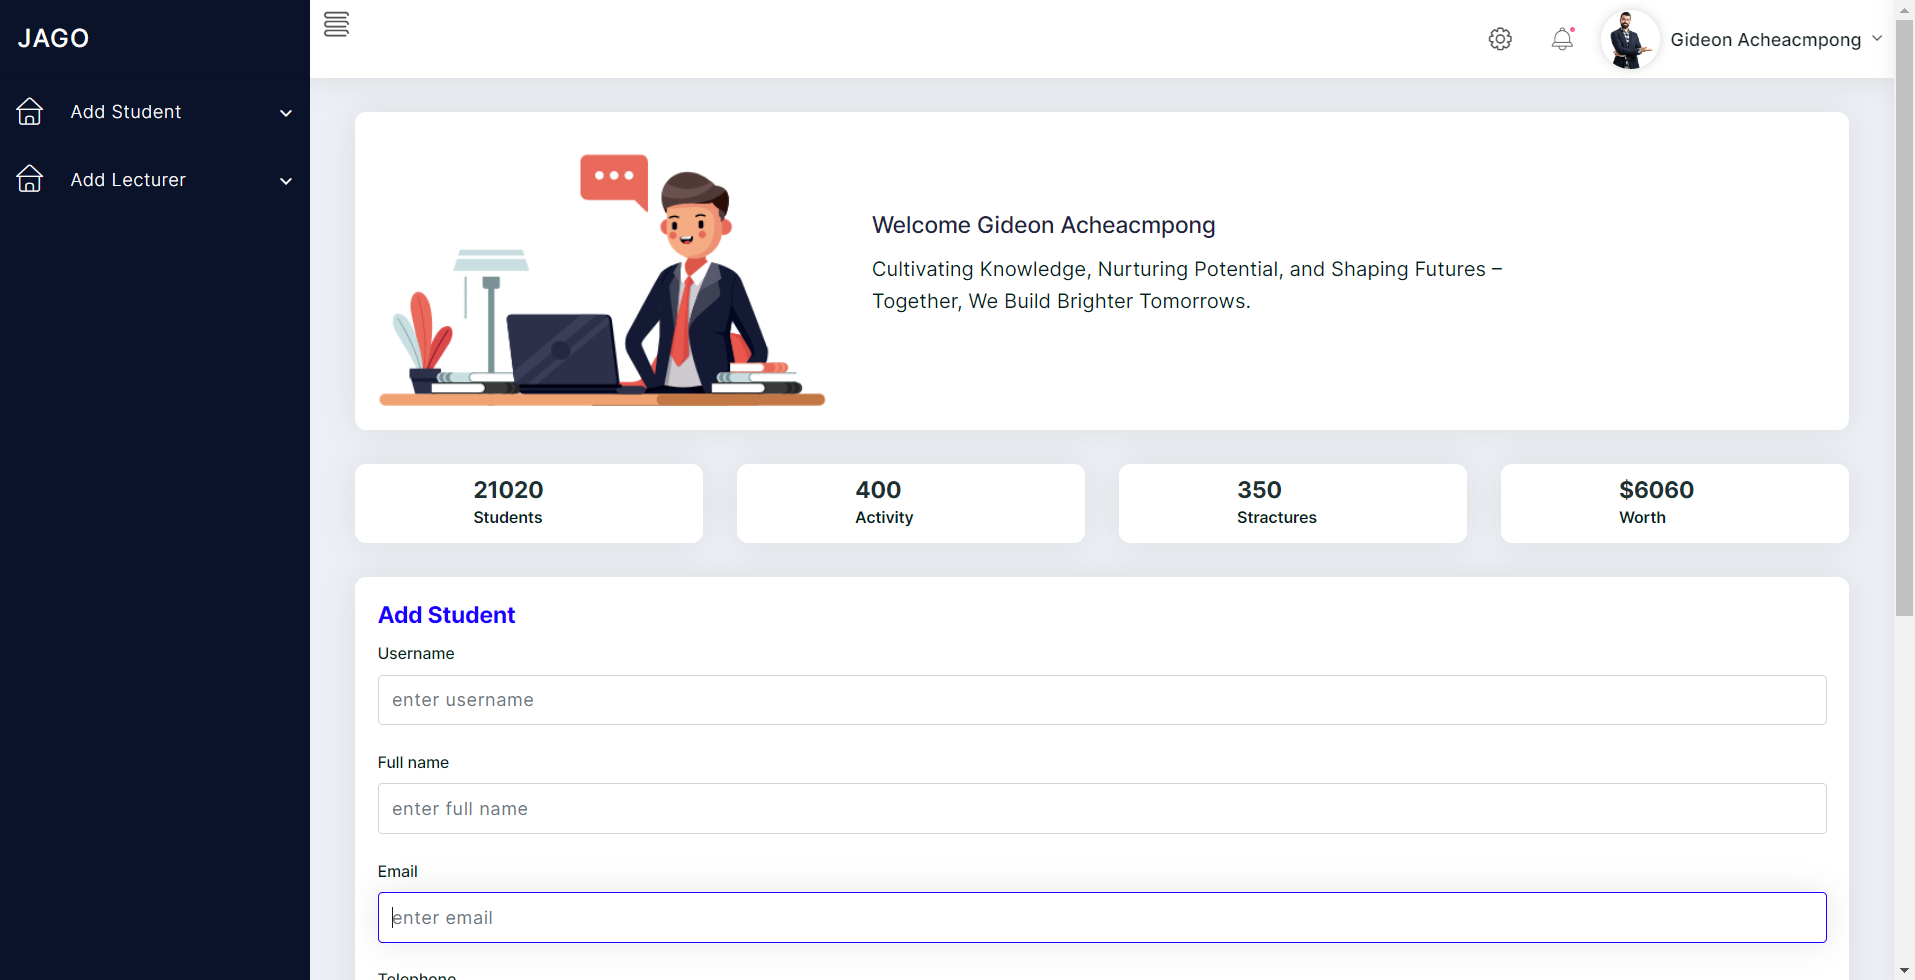 JAGO
Gideon Acheacmpong
Add Student
Add Lecturer
Welcome Gideon Acheacmpong
Cultivating Knowledge, Nurturing Potential, and Shaping Futures –
Together, We Build Brighter Tomorrows.
21020
Students
400
Activity
350
Stractures
$6060
Worth
Add Student
Username
enter username
Full name
enter full name
Email
enter email
Telephone